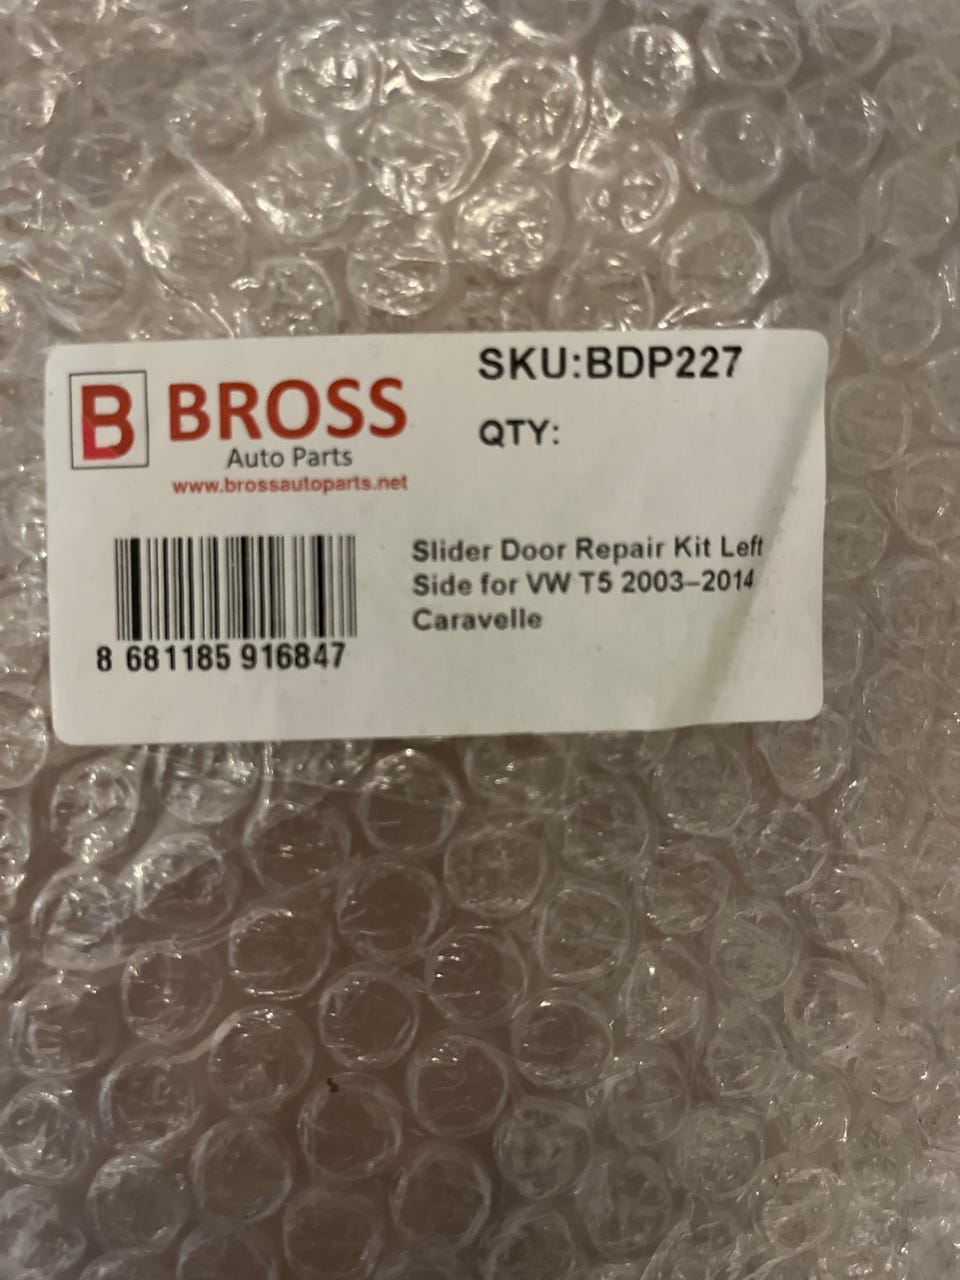 B BROSS
Auto Parts
www.brossautoparts.net
SKU:BDP227
QTY:
Slider Door Repair Kit Left
Side for VW T5 2003–2014
Caravelle
8 681185 916847